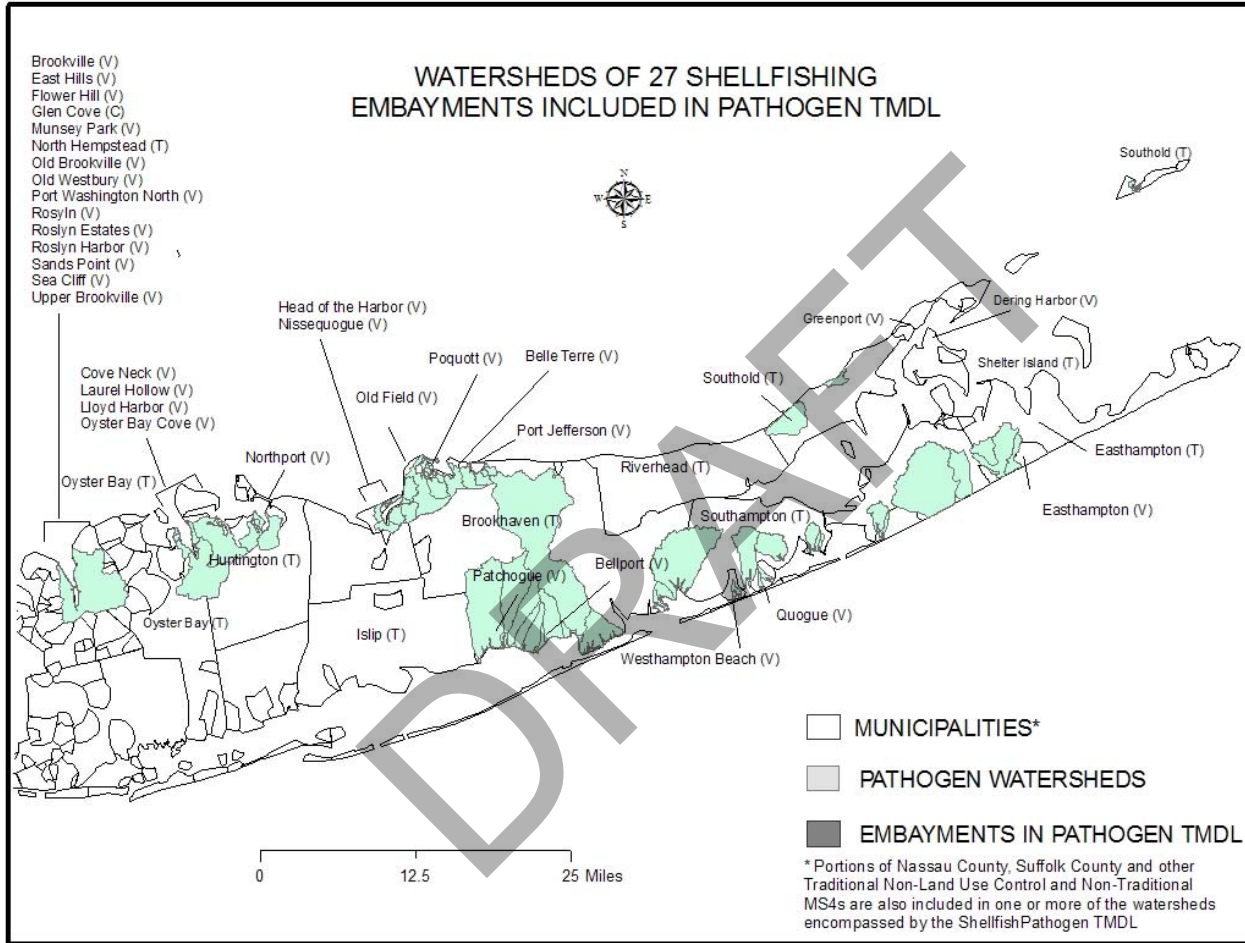 WATERSHEDS OF 27 SHELLFISHING
EMBAYMENTS INCLUDED IN PATHOGEN TMDL
Brookville (V)
East Hills (V)
Flower Hill (V)
Glen Cove (C)
Munsey Park (V)
North Hempstead (T)
Old Brookville (V)
Old Westbury (V)
Port Washington North (V)
Rosyln (V)
Roslyn Estates (V)
Roslyn Harbor (V)
Sands Point (V)
Sea Cliff (V)
Upper Brookville (V)
N
W E
S
Southold (T)
Head of the Harbor (V)
Nissequogue (V)
Dering Harbor (V)
Greenport (V)
Poquott (V)
Belle Terre (V)
Shelter Island (T)
Cove Neck (V)
Laurel Hollow (V)
Lloyd Harbor (V)
Oyster Bay Cove (V)
Southold (T)
Old Field (V)
Port Jefferson (V)
Northport (V)
Easthampton (T)
Oyster Bay (T)
Riverhead (T)
Easthampton (V)
Brookhaven (T)
Southampton (T)
Huntington (T)
Bellport (V)
Patchogue (V)
Quogue (V)
Oyster Bay (T)
Islip (T)
Westhampton Beach (V)
DRAFT
MUNICIPALITIES*
PATHOGEN WATERSHEDS
EMBAYMENTS IN PATHOGEN TMDL
* Portions of Nassau County, Suffolk County and other
Traditional Non-Land Use Control and Non-Traditional
MS4s are also included in one or more of the watersheds
encompassed by the ShellfishPathogen TMDL
0 12.5 25 Miles